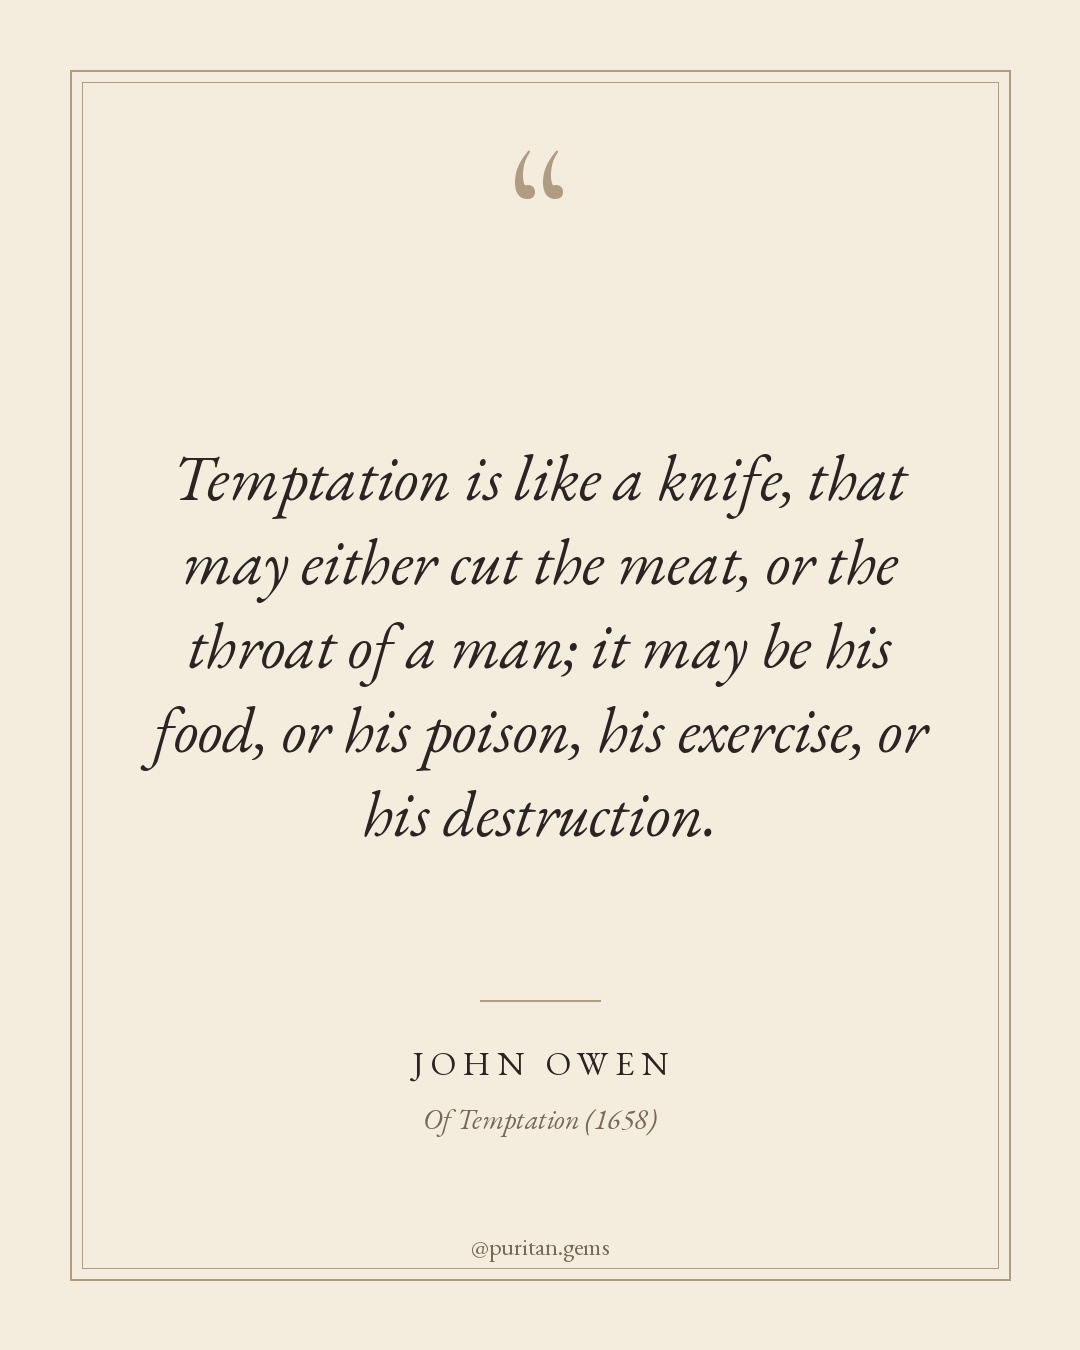 “
Temptation is like a knife, that
may either cut the meat, or the
throat of a man; it may be his
food, or his poison, his exercise, or
his destruction.
JOHN OWEN
Of Temptation (1658)
@puritan.gems